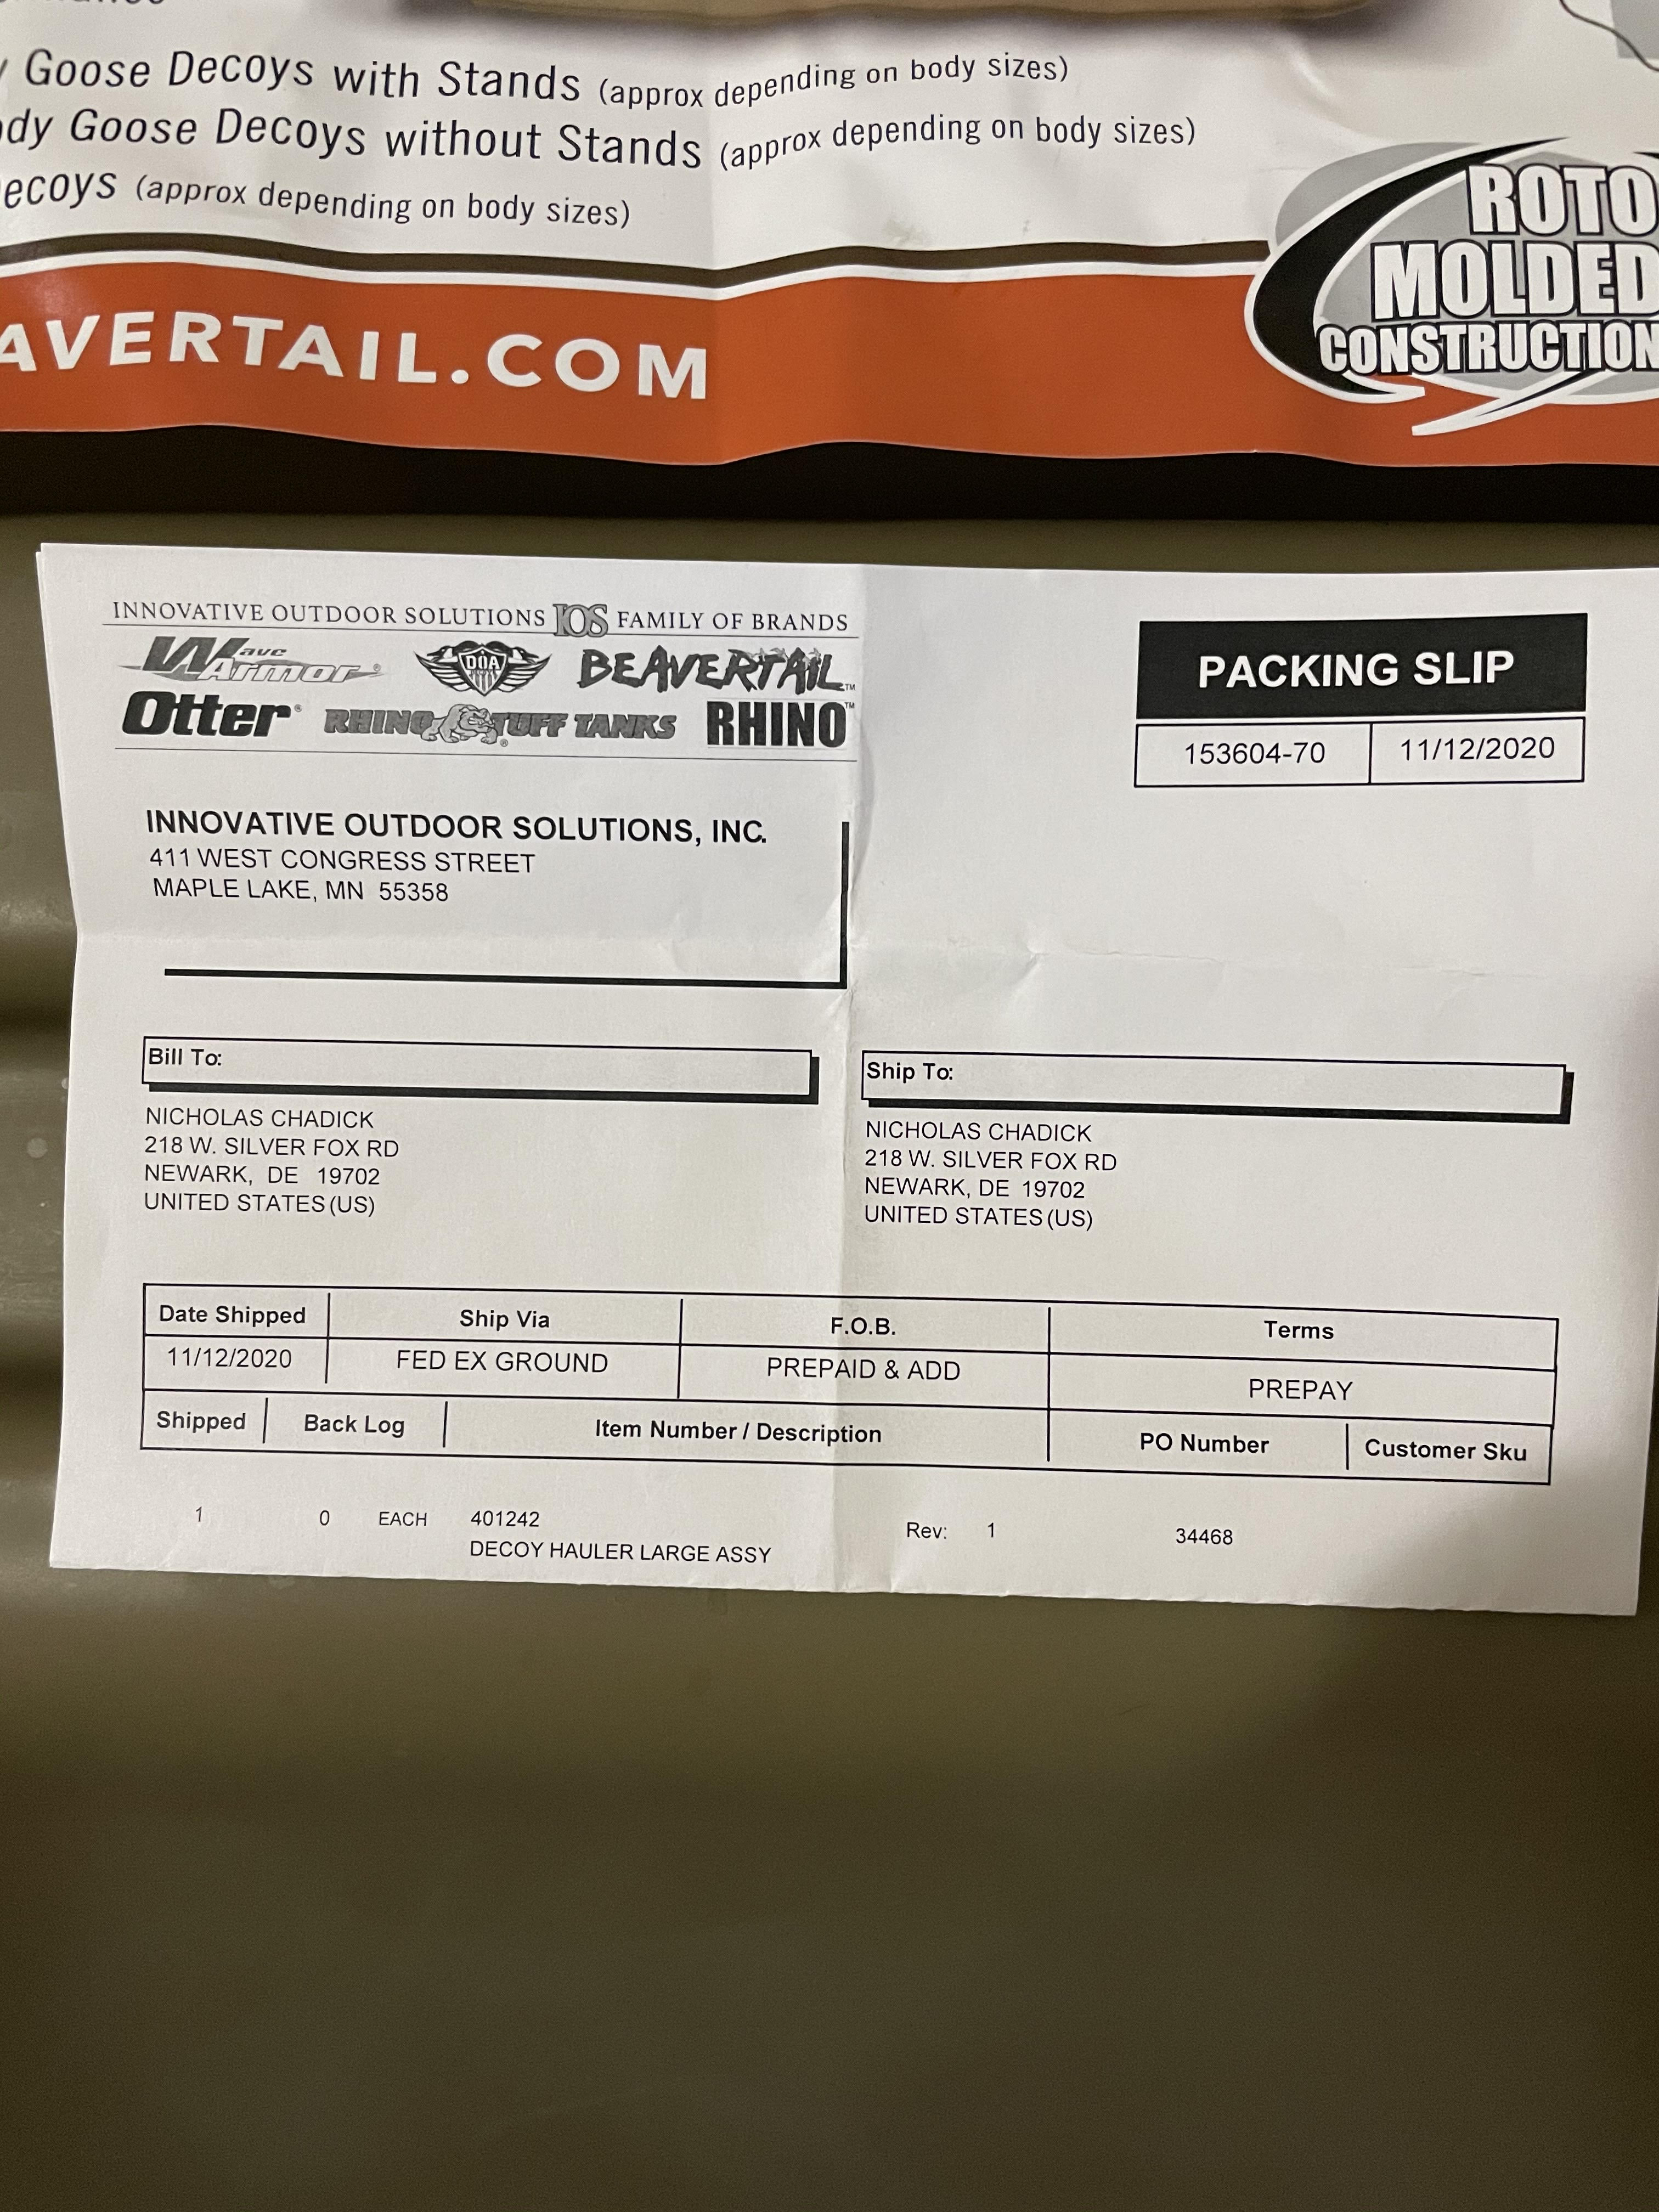 Goose Decoys with Stands (approx depending on body sizes)
Goose Decoys without Stands (approx depending on body sizes)
(approx depending on body sizes)
AVERTAIL.COM
ROTO
MOLDED
CONSTRUCTION
INNOVATIVE OUTDOOR SOLUTIONS IOS FAMILY OF BRANDS
Wave Armor® DOA BEAVERTAIL™
Otter® RHINO TUFF TANKS® RHINO™
PACKING SLIP
153604-70 11/12/2020
INNOVATIVE OUTDOOR SOLUTIONS, INC.
411 WEST CONGRESS STREET
MAPLE LAKE, MN 55358
Bill To:
NICHOLAS CHADICK
218 W. SILVER FOX RD
NEWARK, DE 19702
UNITED STATES (US)
Ship To:
NICHOLAS CHADICK
218 W. SILVER FOX RD
NEWARK, DE 19702
UNITED STATES (US)
Date Shipped Ship Via F.O.B. Terms
11/12/2020 FED EX GROUND PREPAID & ADD PREPAY
Shipped Back Log Item Number / Description PO Number Customer Sku
1 0 EACH 401242 Rev: 1 34468
DECOY HAULER LARGE ASSY